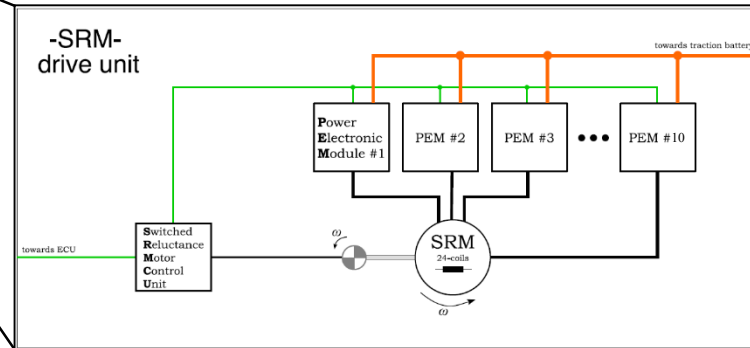 -SRM-
drive unit
towards traction battery
Power
Electronic
Module #1
PEM #2
PEM #3
PEM #10
towards ECU
Switched
Reluctance
Motor
Control
Unit
ω
SRM
24-coils
ω